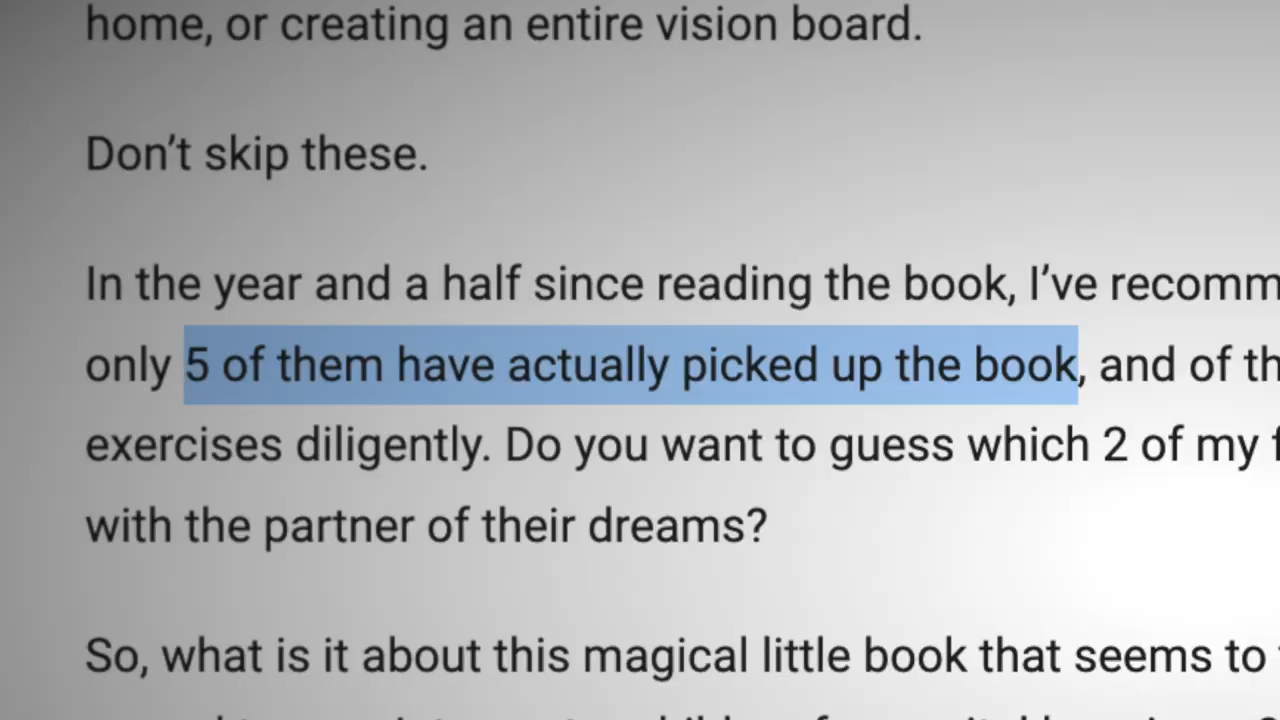 home, or creating an entire vision board.
Don’t skip these.
In the year and a half since reading the book, I’ve recomm
only 5 of them have actually picked up the book, and of th
exercises diligently. Do you want to guess which 2 of my f
with the partner of their dreams?
So, what is it about this magical little book that seems to